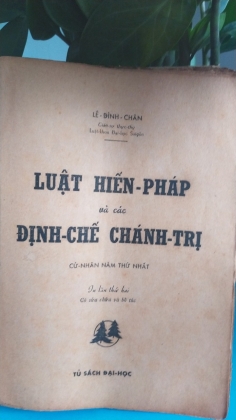 LÊ-ĐÌNH-CHÂN
LUẬT HIẾN-PHÁP
và các
ĐỊNH-CHẾ CHÁNH-TRỊ
CỬ-NHÂN NĂM THỨ NHẤT
In lần thứ hai
TỦ SÁCH ĐẠI-HỌC